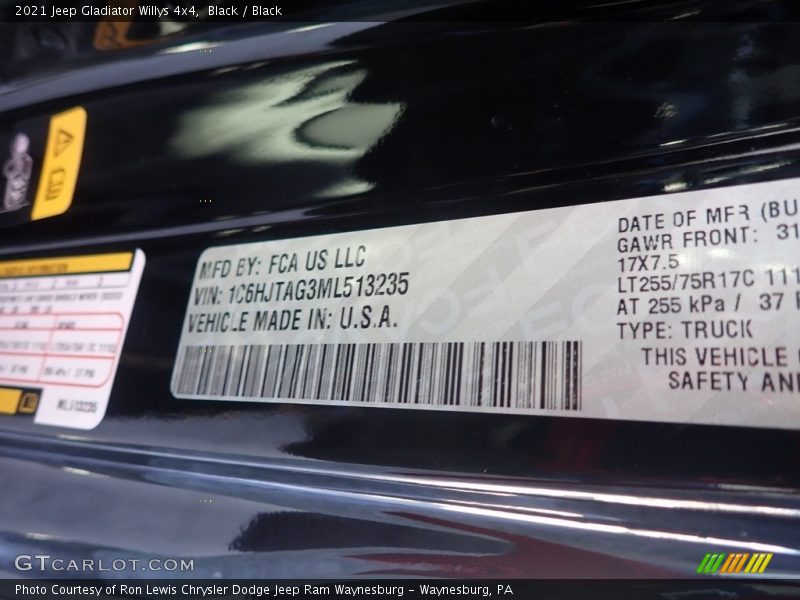 2021 Jeep Gladiator Willys 4x4, Black / Black
MFD BY: FCA US LLC
VIN: 1C6HJTAG3ML513235
VEHICLE MADE IN: U.S.A.
DATE OF MFR (BU
GAWR FRONT: 31
17X7.5
LT255/75R17C 111
AT 255 kPa / 37
TYPE: TRUCK
THIS VEHICLE
SAFETY AN
ML513235
GTCARLOT.COM
Photo Courtesy of Ron Lewis Chrysler Dodge Jeep Ram Waynesburg – Waynesburg, PA